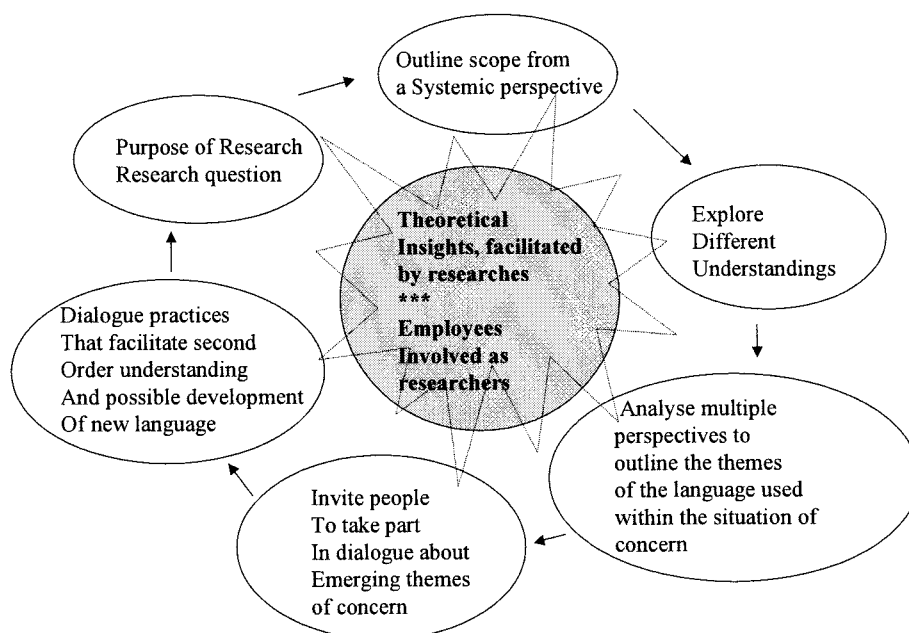 Outline scope from
a Systemic perspective
Purpose of Research
Research question
Explore
Different
Understandings
Theoretical
Insights, facilitated
by researches
***
Employees
Involved as
researchers
Dialogue practices
That facilitate second
Order understanding
And possible development
Of new language
Analyse multiple
perspectives to
outline the themes
of the language used
within the situation of
concern
Invite people
To take part
In dialogue about
Emerging themes
of concern